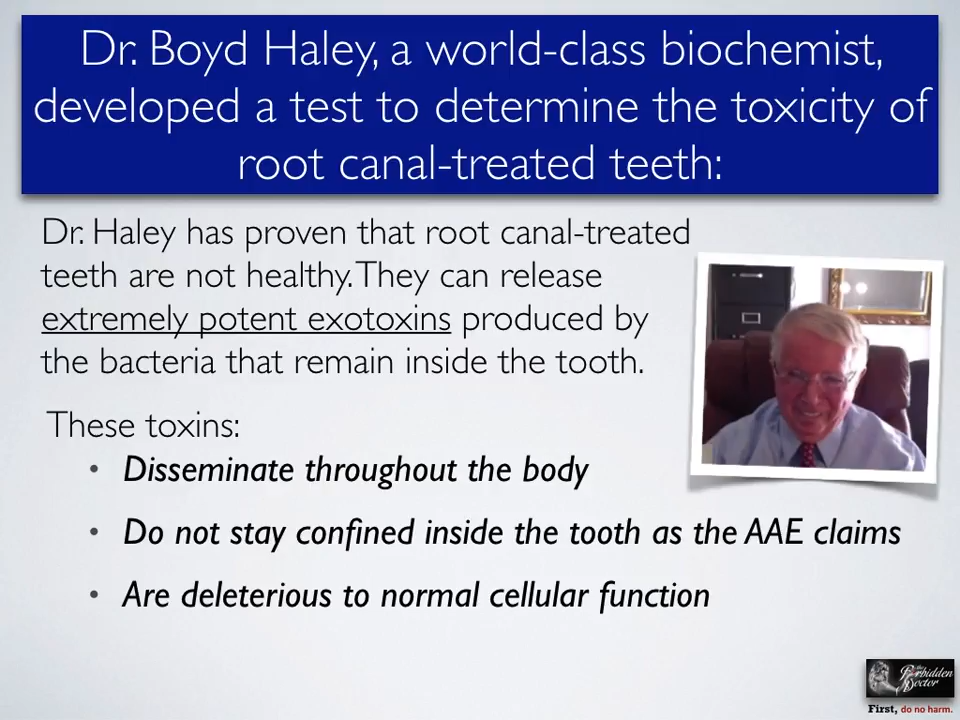 Dr. Boyd Haley, a world-class biochemist,
developed a test to determine the toxicity of
root canal-treated teeth:
Dr. Haley has proven that root canal-treated
teeth are not healthy. They can release
extremely potent exotoxins produced by
the bacteria that remain inside the tooth.
These toxins:
• Disseminate throughout the body
• Do not stay confined inside the tooth as the AAE claims
• Are deleterious to normal cellular function
the
Forbidden
Doctor
First, do no harm.